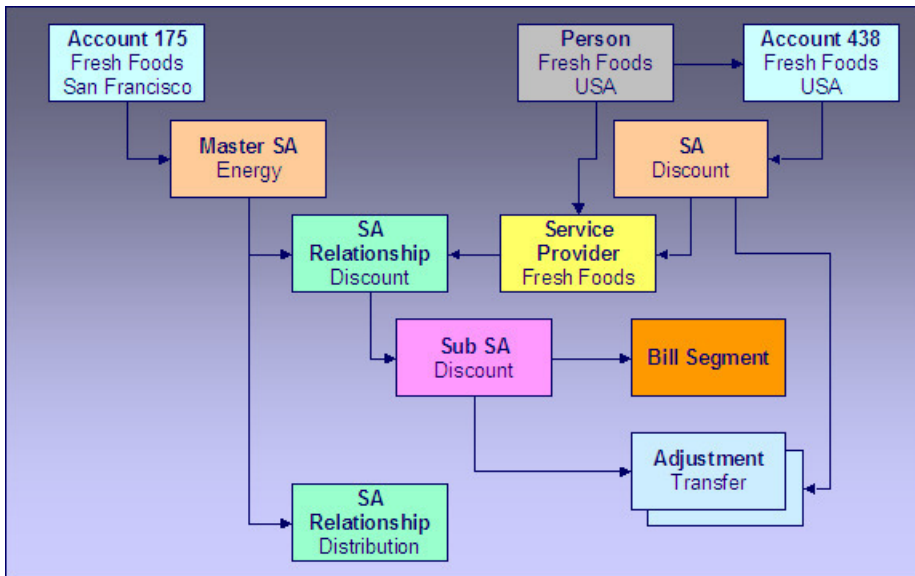 Account 175
Fresh Foods
San Francisco
Person
Fresh Foods
USA
Account 438
Fresh Foods
USA
Master SA
Energy
SA
Discount
SA
Relationship
Discount
Service
Provider
Fresh Foods
Sub SA
Discount
Bill Segment
Adjustment
Transfer
SA
Relationship
Distribution